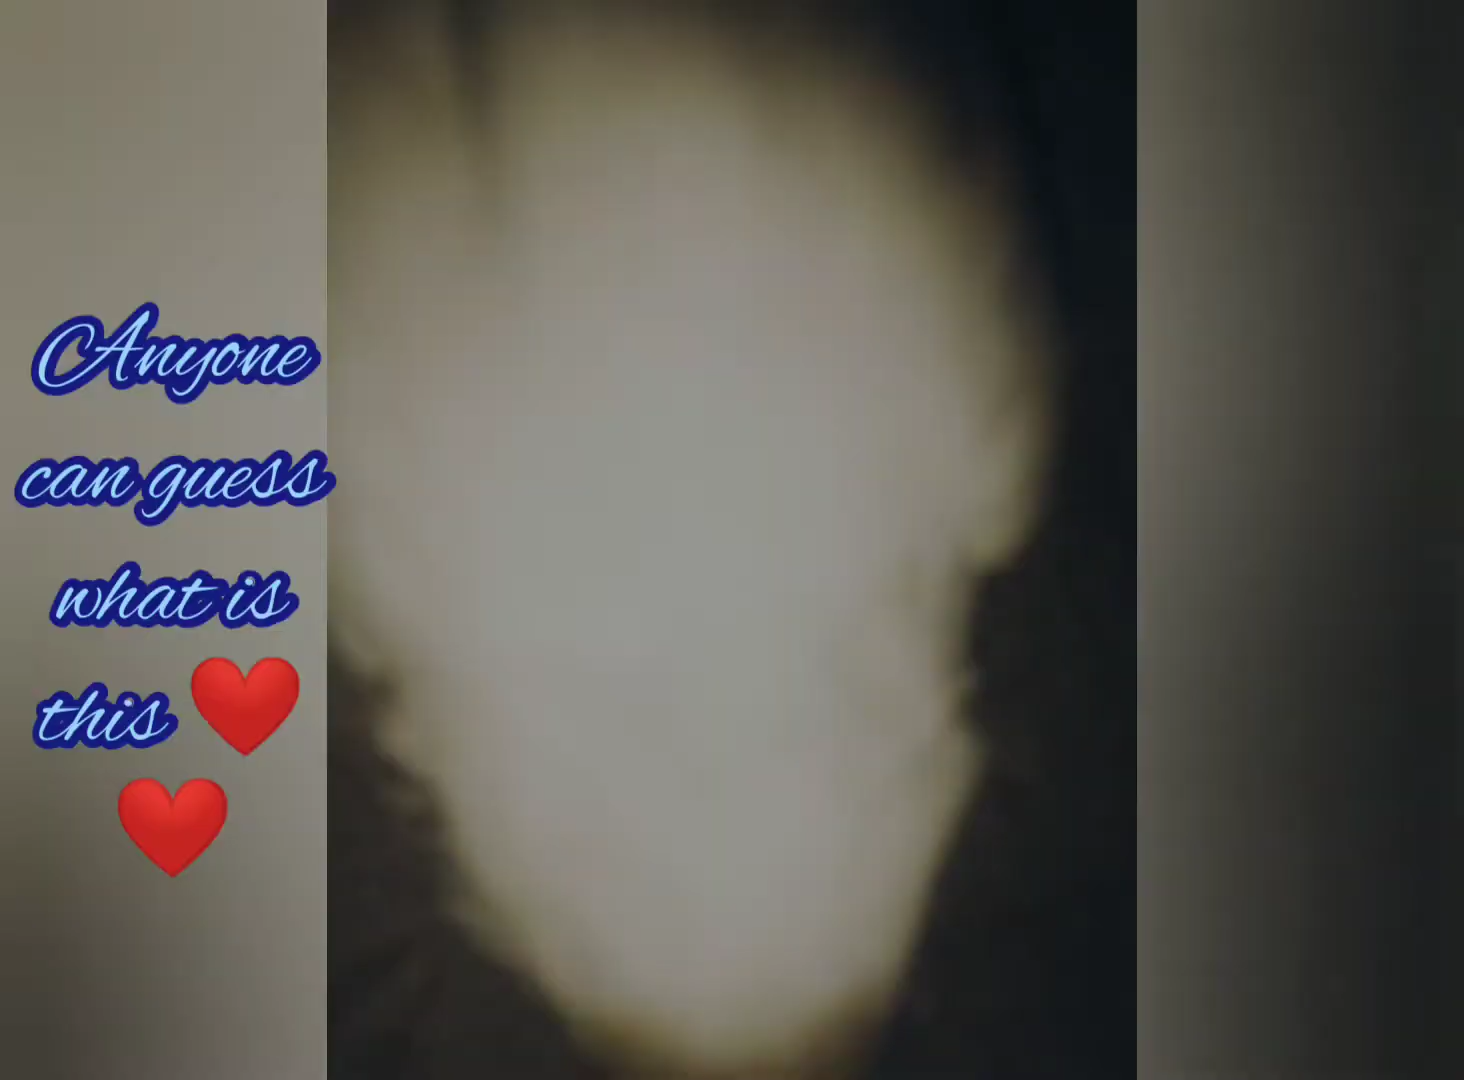 Anyone
can guess
what is
this ❤️
❤️